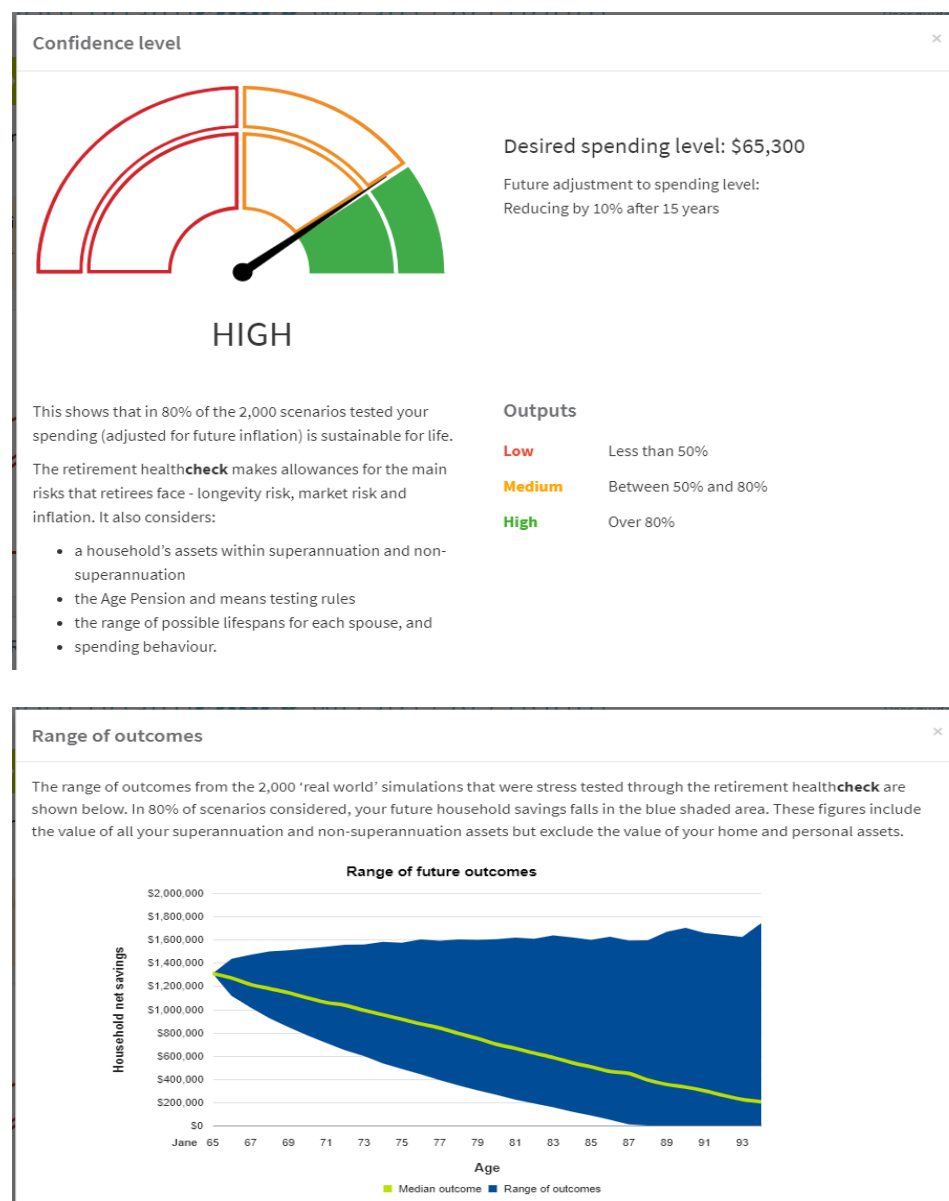 Confidence level
×
Desired spending level: $65,300
Future adjustment to spending level:
Reducing by 10% after 15 years
HIGH
This shows that in 80% of the 2,000 scenarios tested your
spending (adjusted for future inflation) is sustainable for life.
The retirement healthcheck makes allowances for the main
risks that retirees face - longevity risk, market risk and
inflation. It also considers:
• a household's assets within superannuation and non-
superannuation
• the Age Pension and means testing rules
• the range of possible lifespans for each spouse, and
• spending behaviour.
Outputs
Low Less than 50%
Medium Between 50% and 80%
High Over 80%
Range of outcomes
×
The range of outcomes from the 2,000 'real world' simulations that were stress tested through the retirement healthcheck are
shown below. In 80% of scenarios considered, your future household savings falls in the blue shaded area. These figures include
the value of all your superannuation and non-superannuation assets but exclude the value of your home and personal assets.
Range of future outcomes
Household net savings
$2,000,000
$1,800,000
$1,600,000
$1,400,000
$1,200,000
$1,000,000
$800,000
$600,000
$400,000
$200,000
$0
Jane 65 67 69 71 73 75 77 79 81 83 85 87 89 91 93
Age
Median outcome Range of outcomes